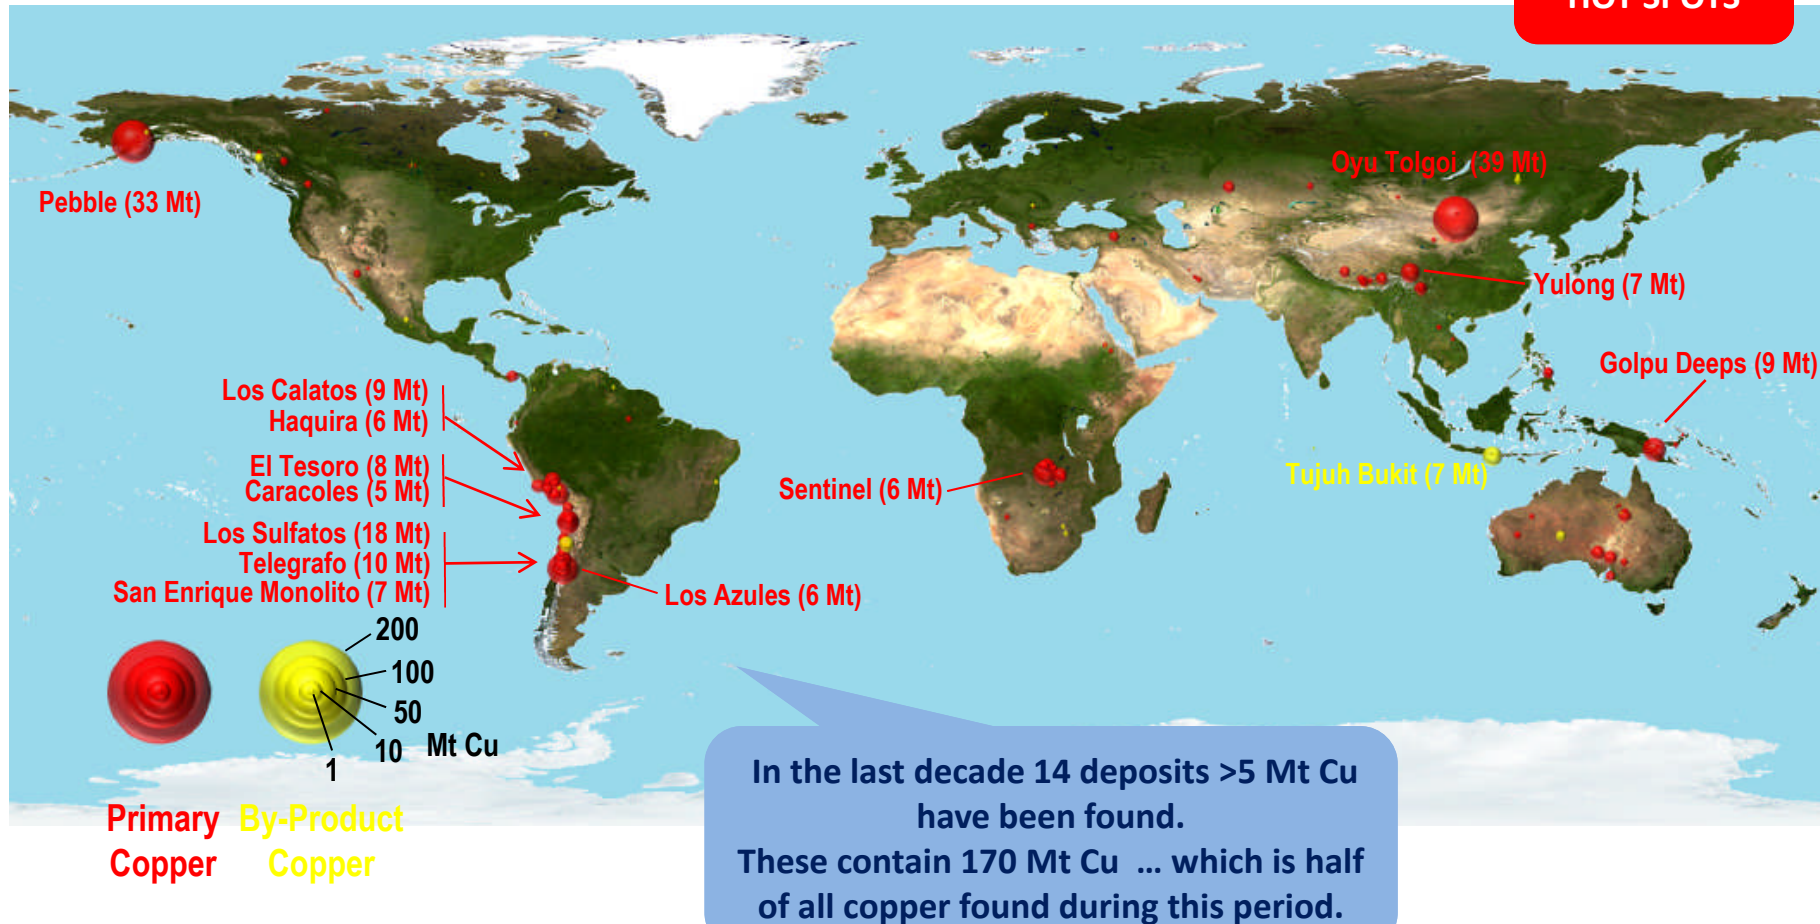 HOT SPOTS
Pebble (33 Mt)
Oyu Tolgoi (39 Mt)
Yulong (7 Mt)
Golpu Deeps (9 Mt)
Los Calatos (9 Mt)
Haquira (6 Mt)
El Tesoro (8 Mt)
Caracoles (5 Mt)
Sentinel (6 Mt)
Tujuh Bukit (7 Mt)
Los Sulfatos (18 Mt)
Telegrafo (10 Mt)
San Enrique Monolito (7 Mt)
Los Azules (6 Mt)
200
100
50
10
Mt Cu
1
Primary
Copper
By-Product
Copper
In the last decade 14 deposits >5 Mt Cu
have been found.
These contain 170 Mt Cu ... which is half
of all copper found during this period.